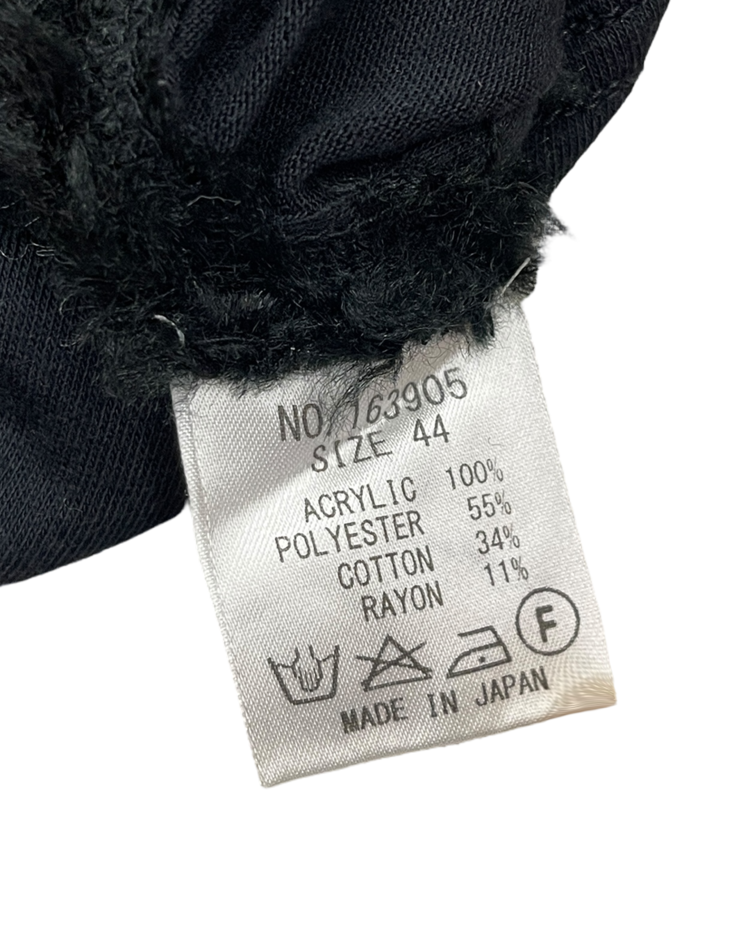 NO/163905
SIZE 44
ACRYLIC 100%
POLYESTER 55%
COTTON 34%
RAYON 11%
F
MADE IN JAPAN